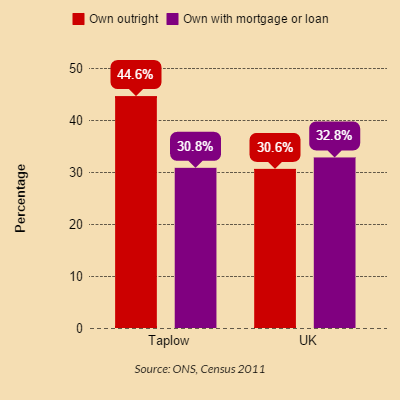 Own outright Own with mortgage or loan
50
40
30
20
10
0
Percentage
44.6%
30.8%
30.6%
32.8%
Taplow UK
Source: ONS, Census 2011